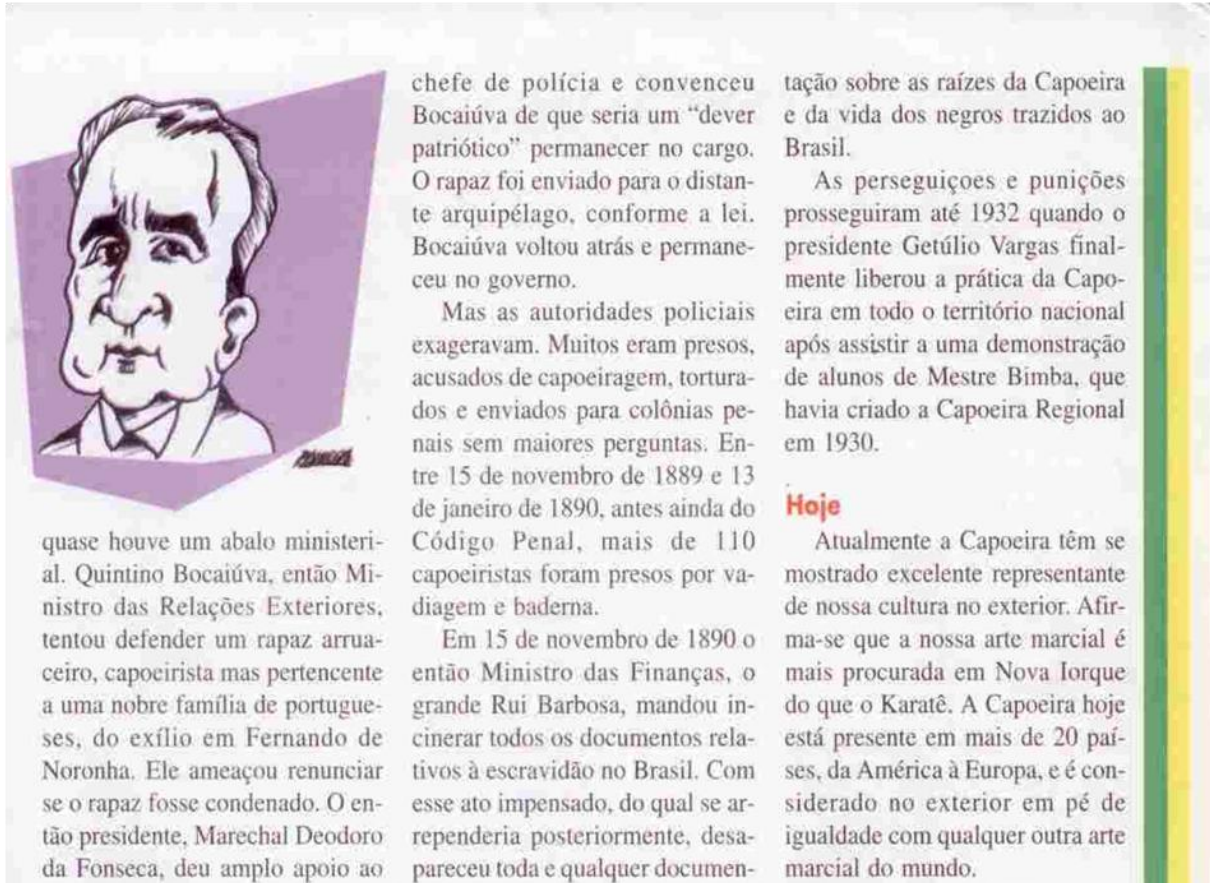 quase houve um abalo ministeri-
al. Quintino Bocaiúva, então Mi-
nistro das Relações Exteriores,
tentou defender um rapaz arrua-
ceiro, capoeirista mas pertencente
a uma nobre família de portugue-
ses, do exílio em Fernando de
Noronha. Ele ameaçou renunciar
se o rapaz fosse condenado. O en-
tão presidente, Marechal Deodoro
da Fonseca, deu amplo apoio ao
chefe de polícia e convenceu
Bocaiúva de que seria um “dever
patriótico” permanecer no cargo.
O rapaz foi enviado para o distan-
te arquipélago, conforme a lei.
Bocaiúva voltou atrás e permane-
ceu no governo.
Mas as autoridades policiais
exageravam. Muitos eram presos,
acusados de capoeiragem, tortura-
dos e enviados para colônias pe-
nais sem maiores perguntas. En-
tre 15 de novembro de 1889 e 13
de janeiro de 1890, antes ainda do
Código Penal, mais de 110
capoeiristas foram presos por va-
diagem e baderna.
Em 15 de novembro de 1890 o
então Ministro das Finanças, o
grande Rui Barbosa, mandou in-
cinerar todos os documentos rela-
tivos à escravidão no Brasil. Com
esse ato impensado, do qual se ar-
rependeria posteriormente, desa-
pareceu toda e qualquer documen-
tação sobre as raízes da Capoeira
e da vida dos negros trazidos ao
Brasil.
As perseguiçoes e punições
prosseguiram até 1932 quando o
presidente Getúlio Vargas final-
mente liberou a prática da Capo-
eira em todo o território nacional
após assistir a uma demonstração
de alunos de Mestre Bimba, que
havia criado a Capoeira Regional
em 1930.
Hoje
Atualmente a Capoeira têm se
mostrado excelente representante
de nossa cultura no exterior. Afir-
ma-se que a nossa arte marcial é
mais procurada em Nova Iorque
do que o Karatê. A Capoeira hoje
está presente em mais de 20 paí-
ses, da América à Europa, e é con-
siderado no exterior em pé de
igualdade com qualquer outra arte
marcial do mundo.